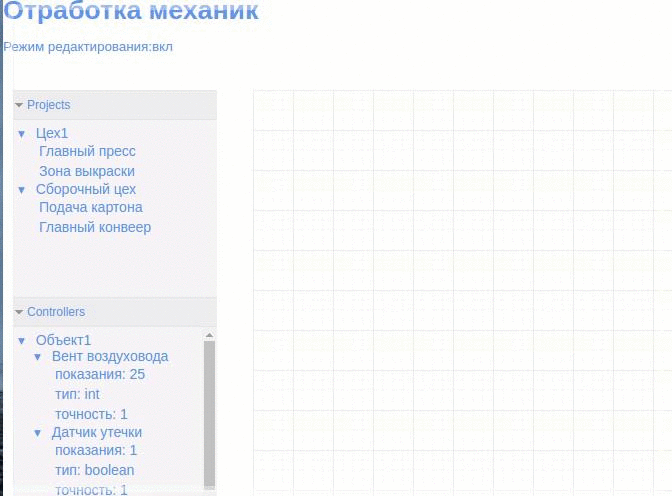 Отработка механик
Режим редактирования:вкл
Projects
Цех1
Главный пресс
Зона выкраски
Сборочный цех
Подача картона
Главный конвеер
Controllers
Объект1
Вент воздуховода
показания: 25
тип: int
точность: 1
Датчик утечки
показания: 1
тип: boolean
точность: 1